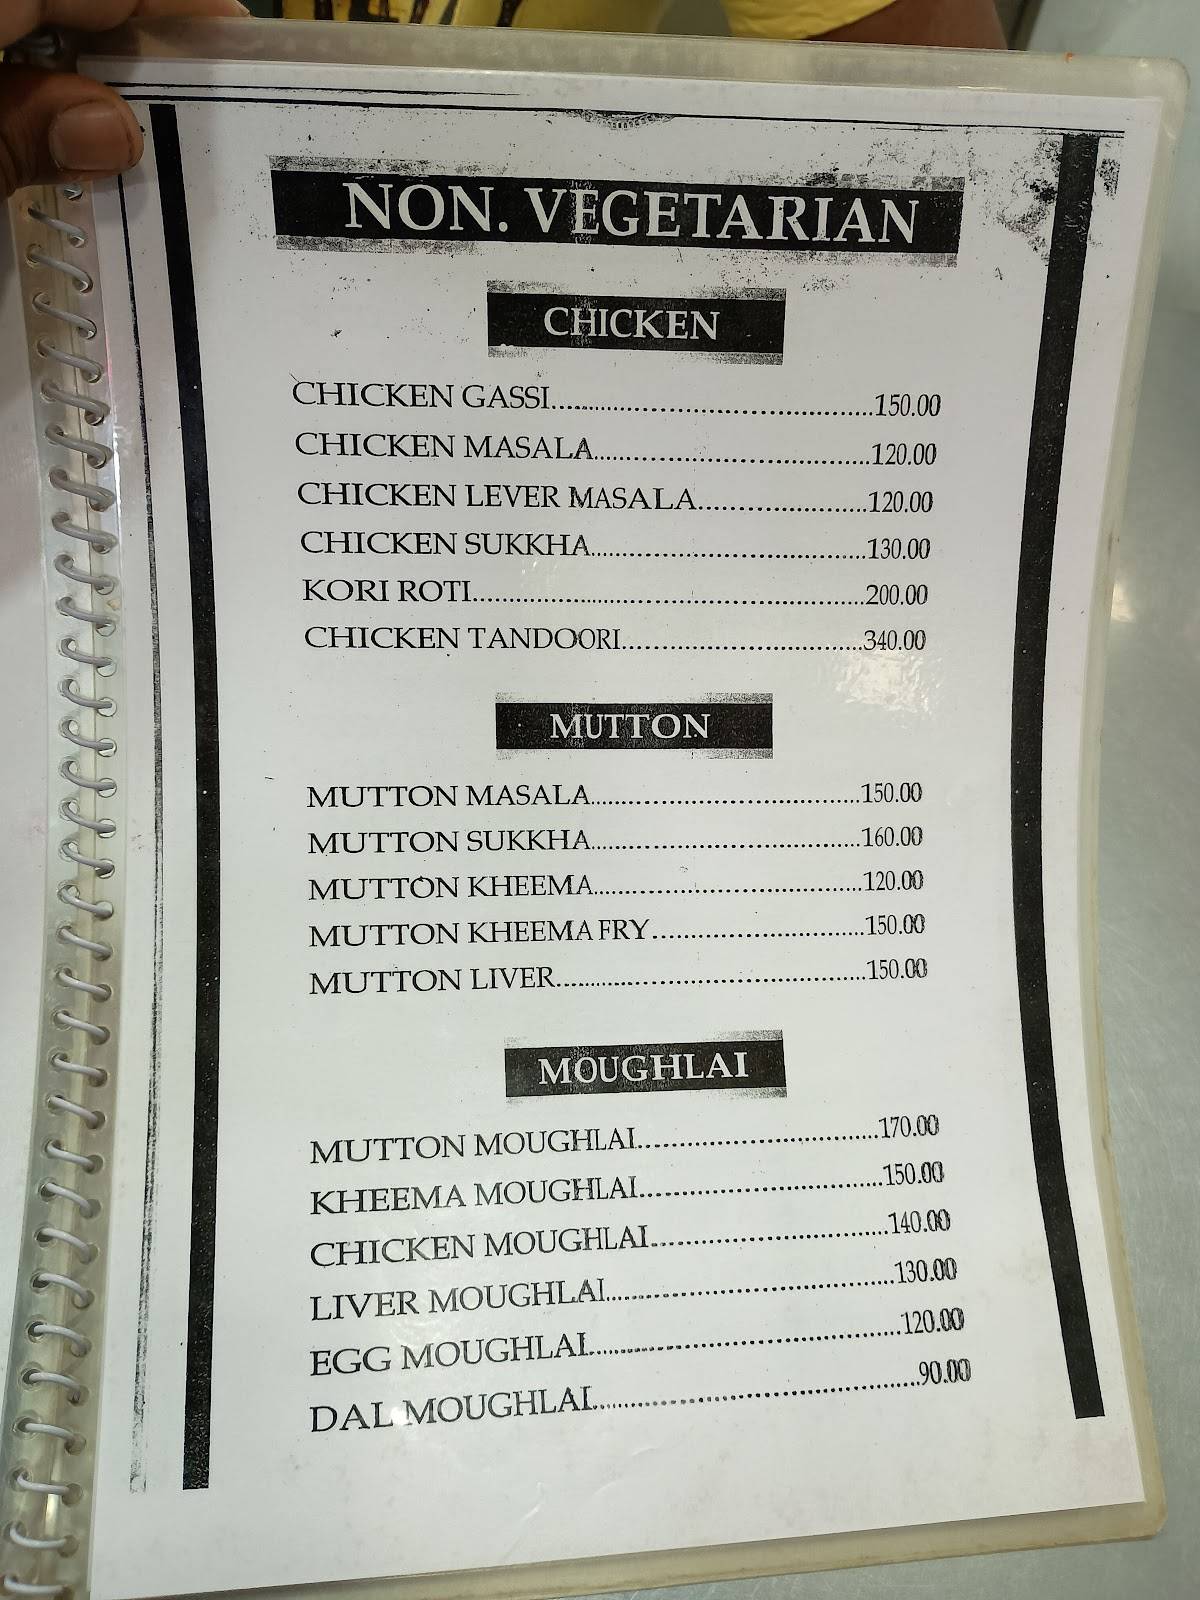 NON. VEGETARIAN
CHICKEN
CHICKEN GASSI......150.00
CHICKEN MASALA......120.00
CHICKEN LEVER MASALA......120.00
CHICKEN SUKKHA......130.00
KORI ROTI......200.00
CHICKEN TANDOORI......340.00
MUTTON
MUTTON MASALA......150.00
MUTTON SUKKHA......160.00
MUTTON KHEEMA......120.00
MUTTON KHEEMA FRY......150.00
MUTTON LIVER......150.00
MOUGHLAI
MUTTON MOUGHLAI......170.00
KHEEMA MOUGHLAI......150.00
CHICKEN MOUGHLAI......140.00
LIVER MOUGHLAI......130.00
EGG MOUGHLAI......120.00
DAL MOUGHLAI......90.00